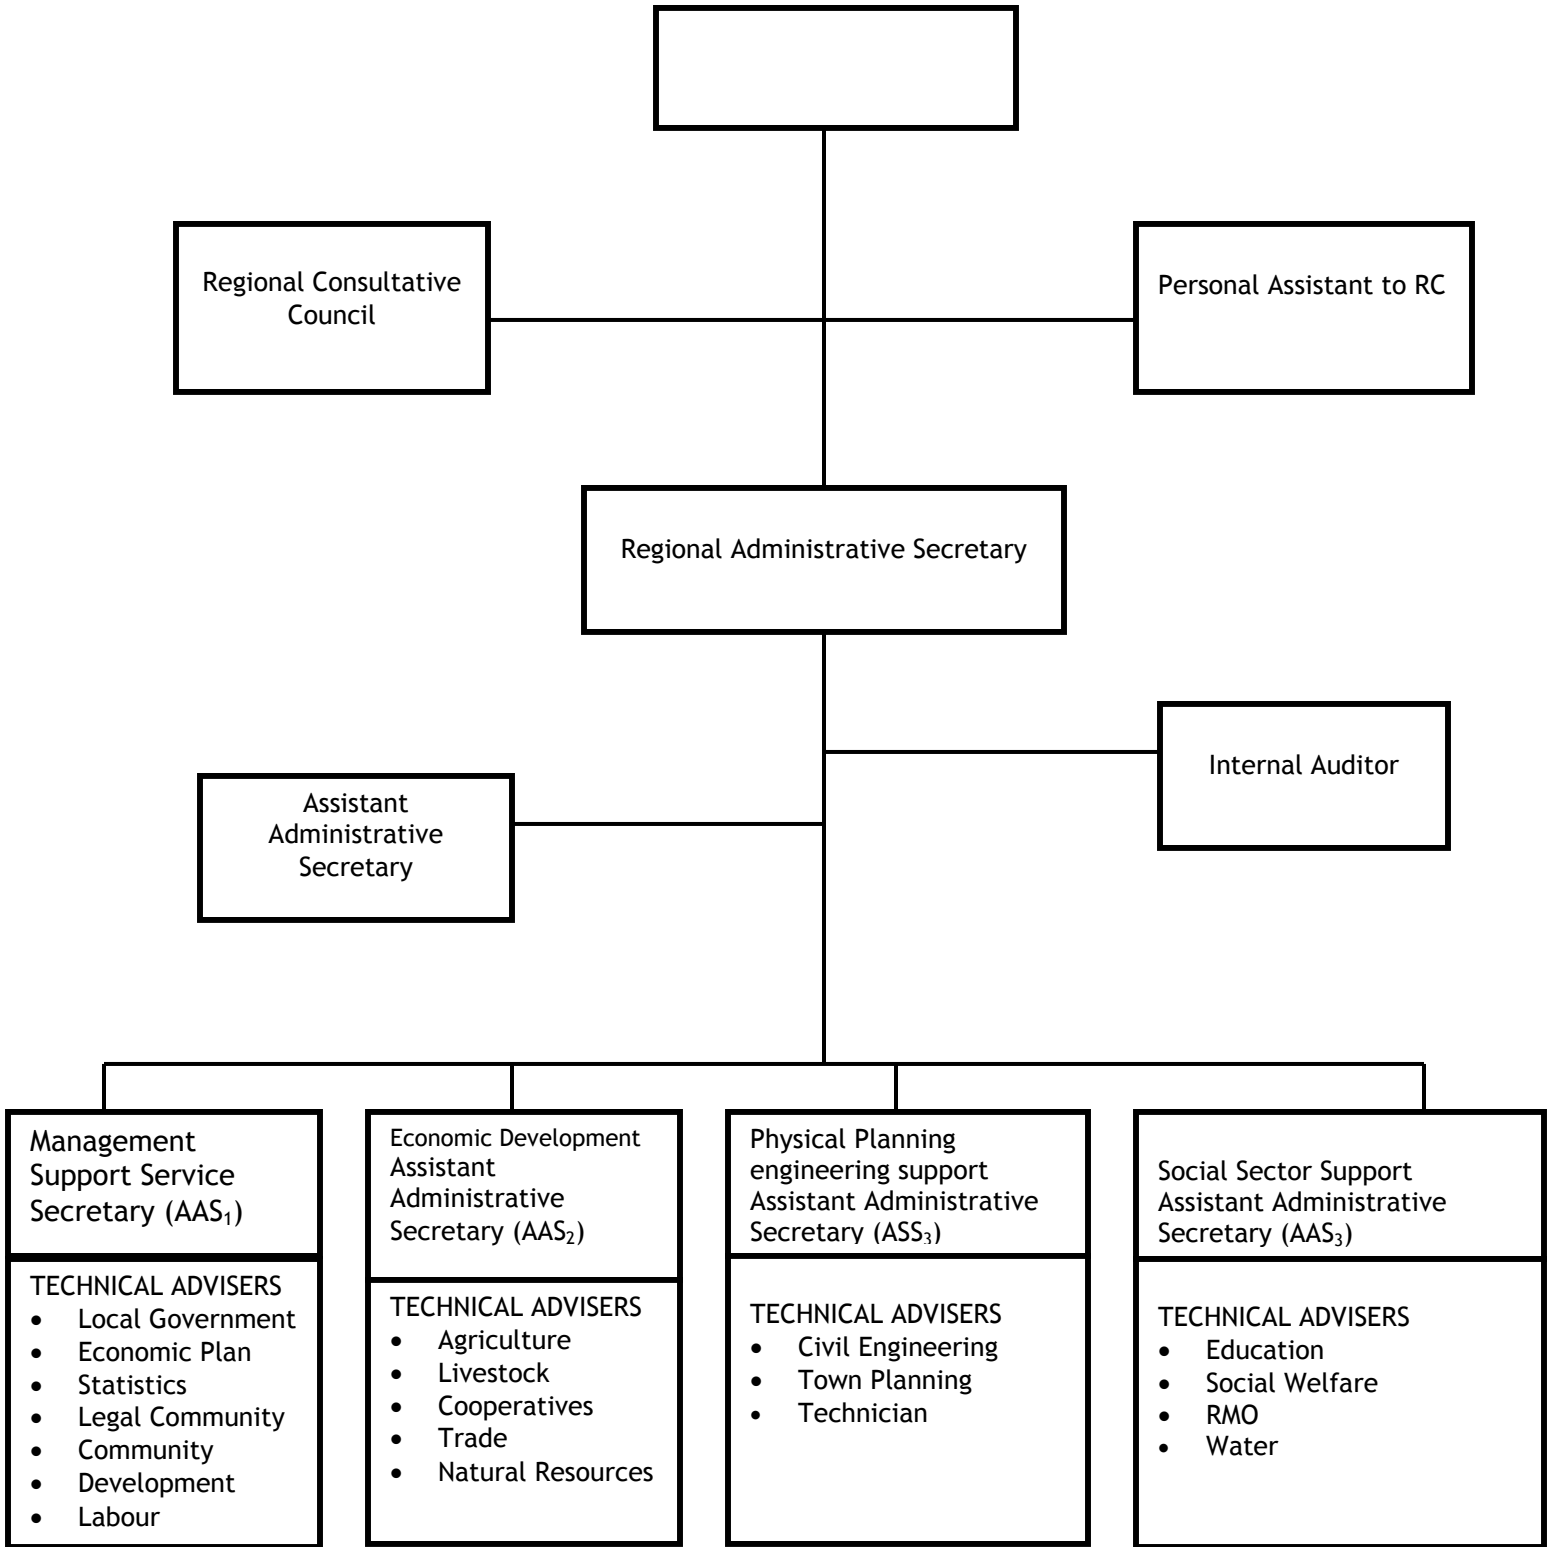 Regional Consultative
Council
Personal Assistant to RC
Regional Administrative Secretary
Internal Auditor
Assistant
Administrative
Secretary
Management
Support Service
Secretary (AAS₁)
TECHNICAL ADVISERS
• Local Government
• Economic Plan
• Statistics
• Legal Community
• Community
• Development
• Labour
Economic Development
Assistant
Administrative
Secretary (AAS₂)
TECHNICAL ADVISERS
• Agriculture
• Livestock
• Cooperatives
• Trade
• Natural Resources
Physical Planning
engineering support
Assistant Administrative
Secretary (ASS₃)
TECHNICAL ADVISERS
• Civil Engineering
• Town Planning
• Technician
Social Sector Support
Assistant Administrative
Secretary (AAS₃)
TECHNICAL ADVISERS
• Education
• Social Welfare
• RMO
• Water